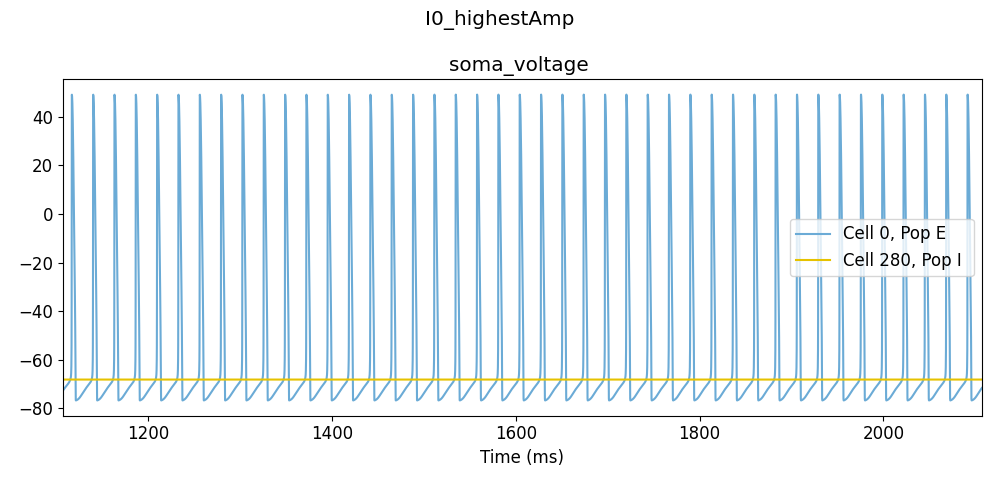 I0_highestAmp
soma_voltage
40
20
0
−20
−40
−60
−80
Cell 0, Pop E
Cell 280, Pop I
1200 1400 1600 1800 2000
Time (ms)